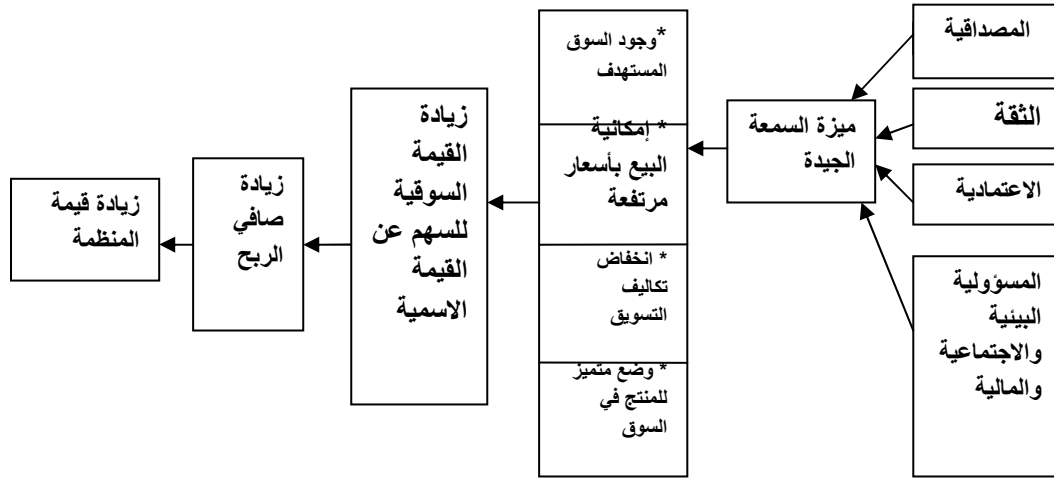 المصداقية
الثقة
الاعتمادية
المسؤولية
البيئية
والاجتماعية
والمالية
ميزة السمعة
الجيدة
*وجود السوق
المستهدف
* إمكانية
البيع بأسعار
مرتفعة
* انخفاض
تكاليف
التسويق
* وضع متميز
للمنتج في
السوق
زيادة
القيمة
السوقية
للسهم عن
القيمة
الاسمية
زيادة
صافي
الربح
زيادة قيمة
المنظمة